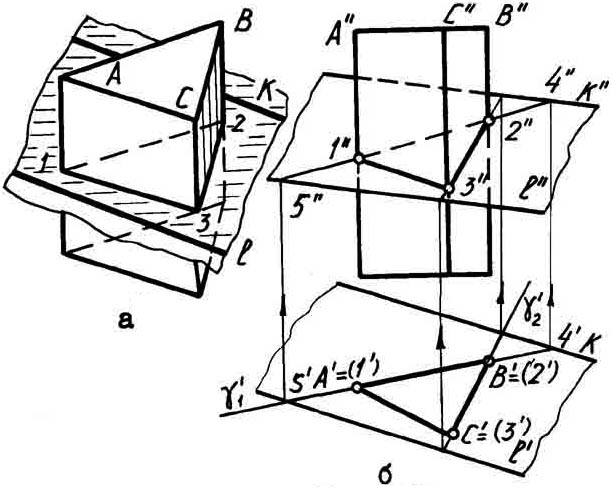 A
B
C
K
1
2
3
l
а
A"
C"
B"
4"
K"
1"
2"
3"
5"
l"
γ'₂
4'
K
5'
A'≡(1')
B'≡(2')
γ'₁
C'≡(3')
l'
б